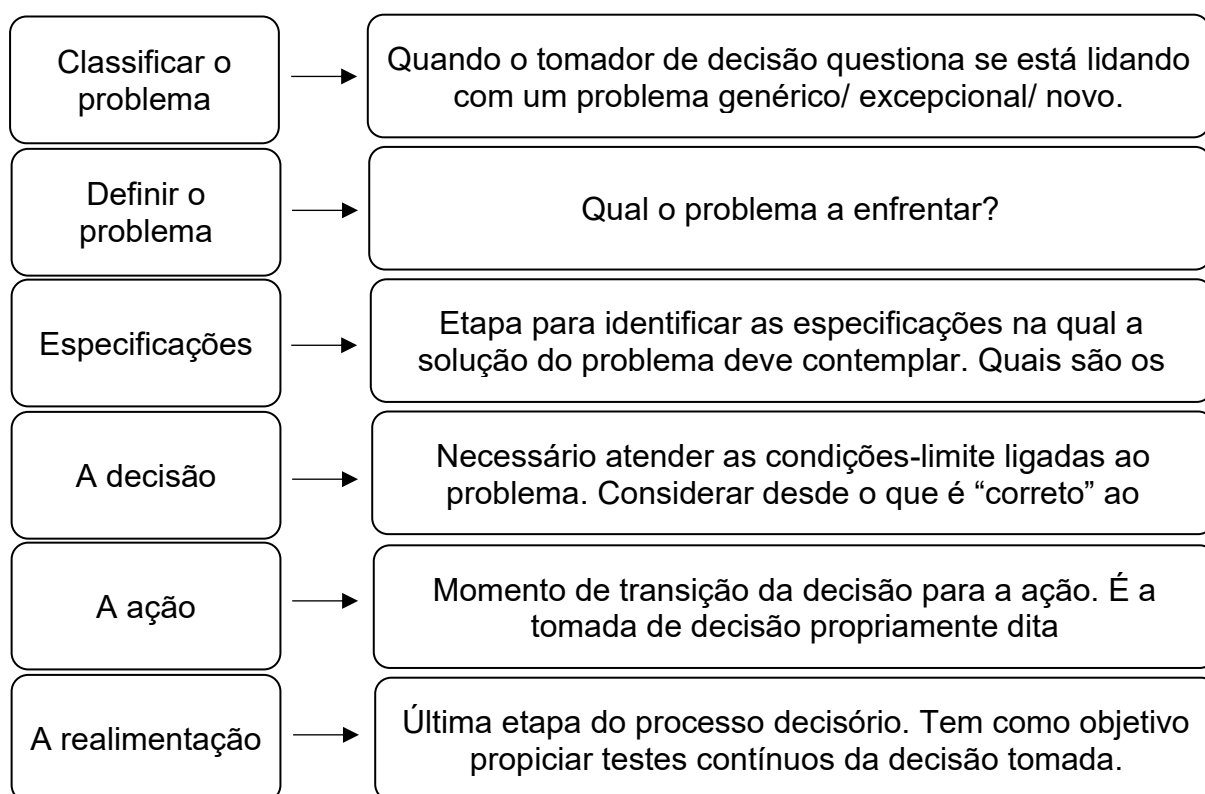 Classificar o
problema
Quando o tomador de decisão questiona se está lidando
com um problema genérico/ excepcional/ novo.
Definir o
problema
Qual o problema a enfrentar?
Especificações
Etapa para identificar as especificações na qual a
solução do problema deve contemplar. Quais são os
A decisão
Necessário atender as condições-limite ligadas ao
problema. Considerar desde o que é “correto” ao
A ação
Momento de transição da decisão para a ação. É a
tomada de decisão propriamente dita
A realimentação
Última etapa do processo decisório. Tem como objetivo
propiciar testes contínuos da decisão tomada.